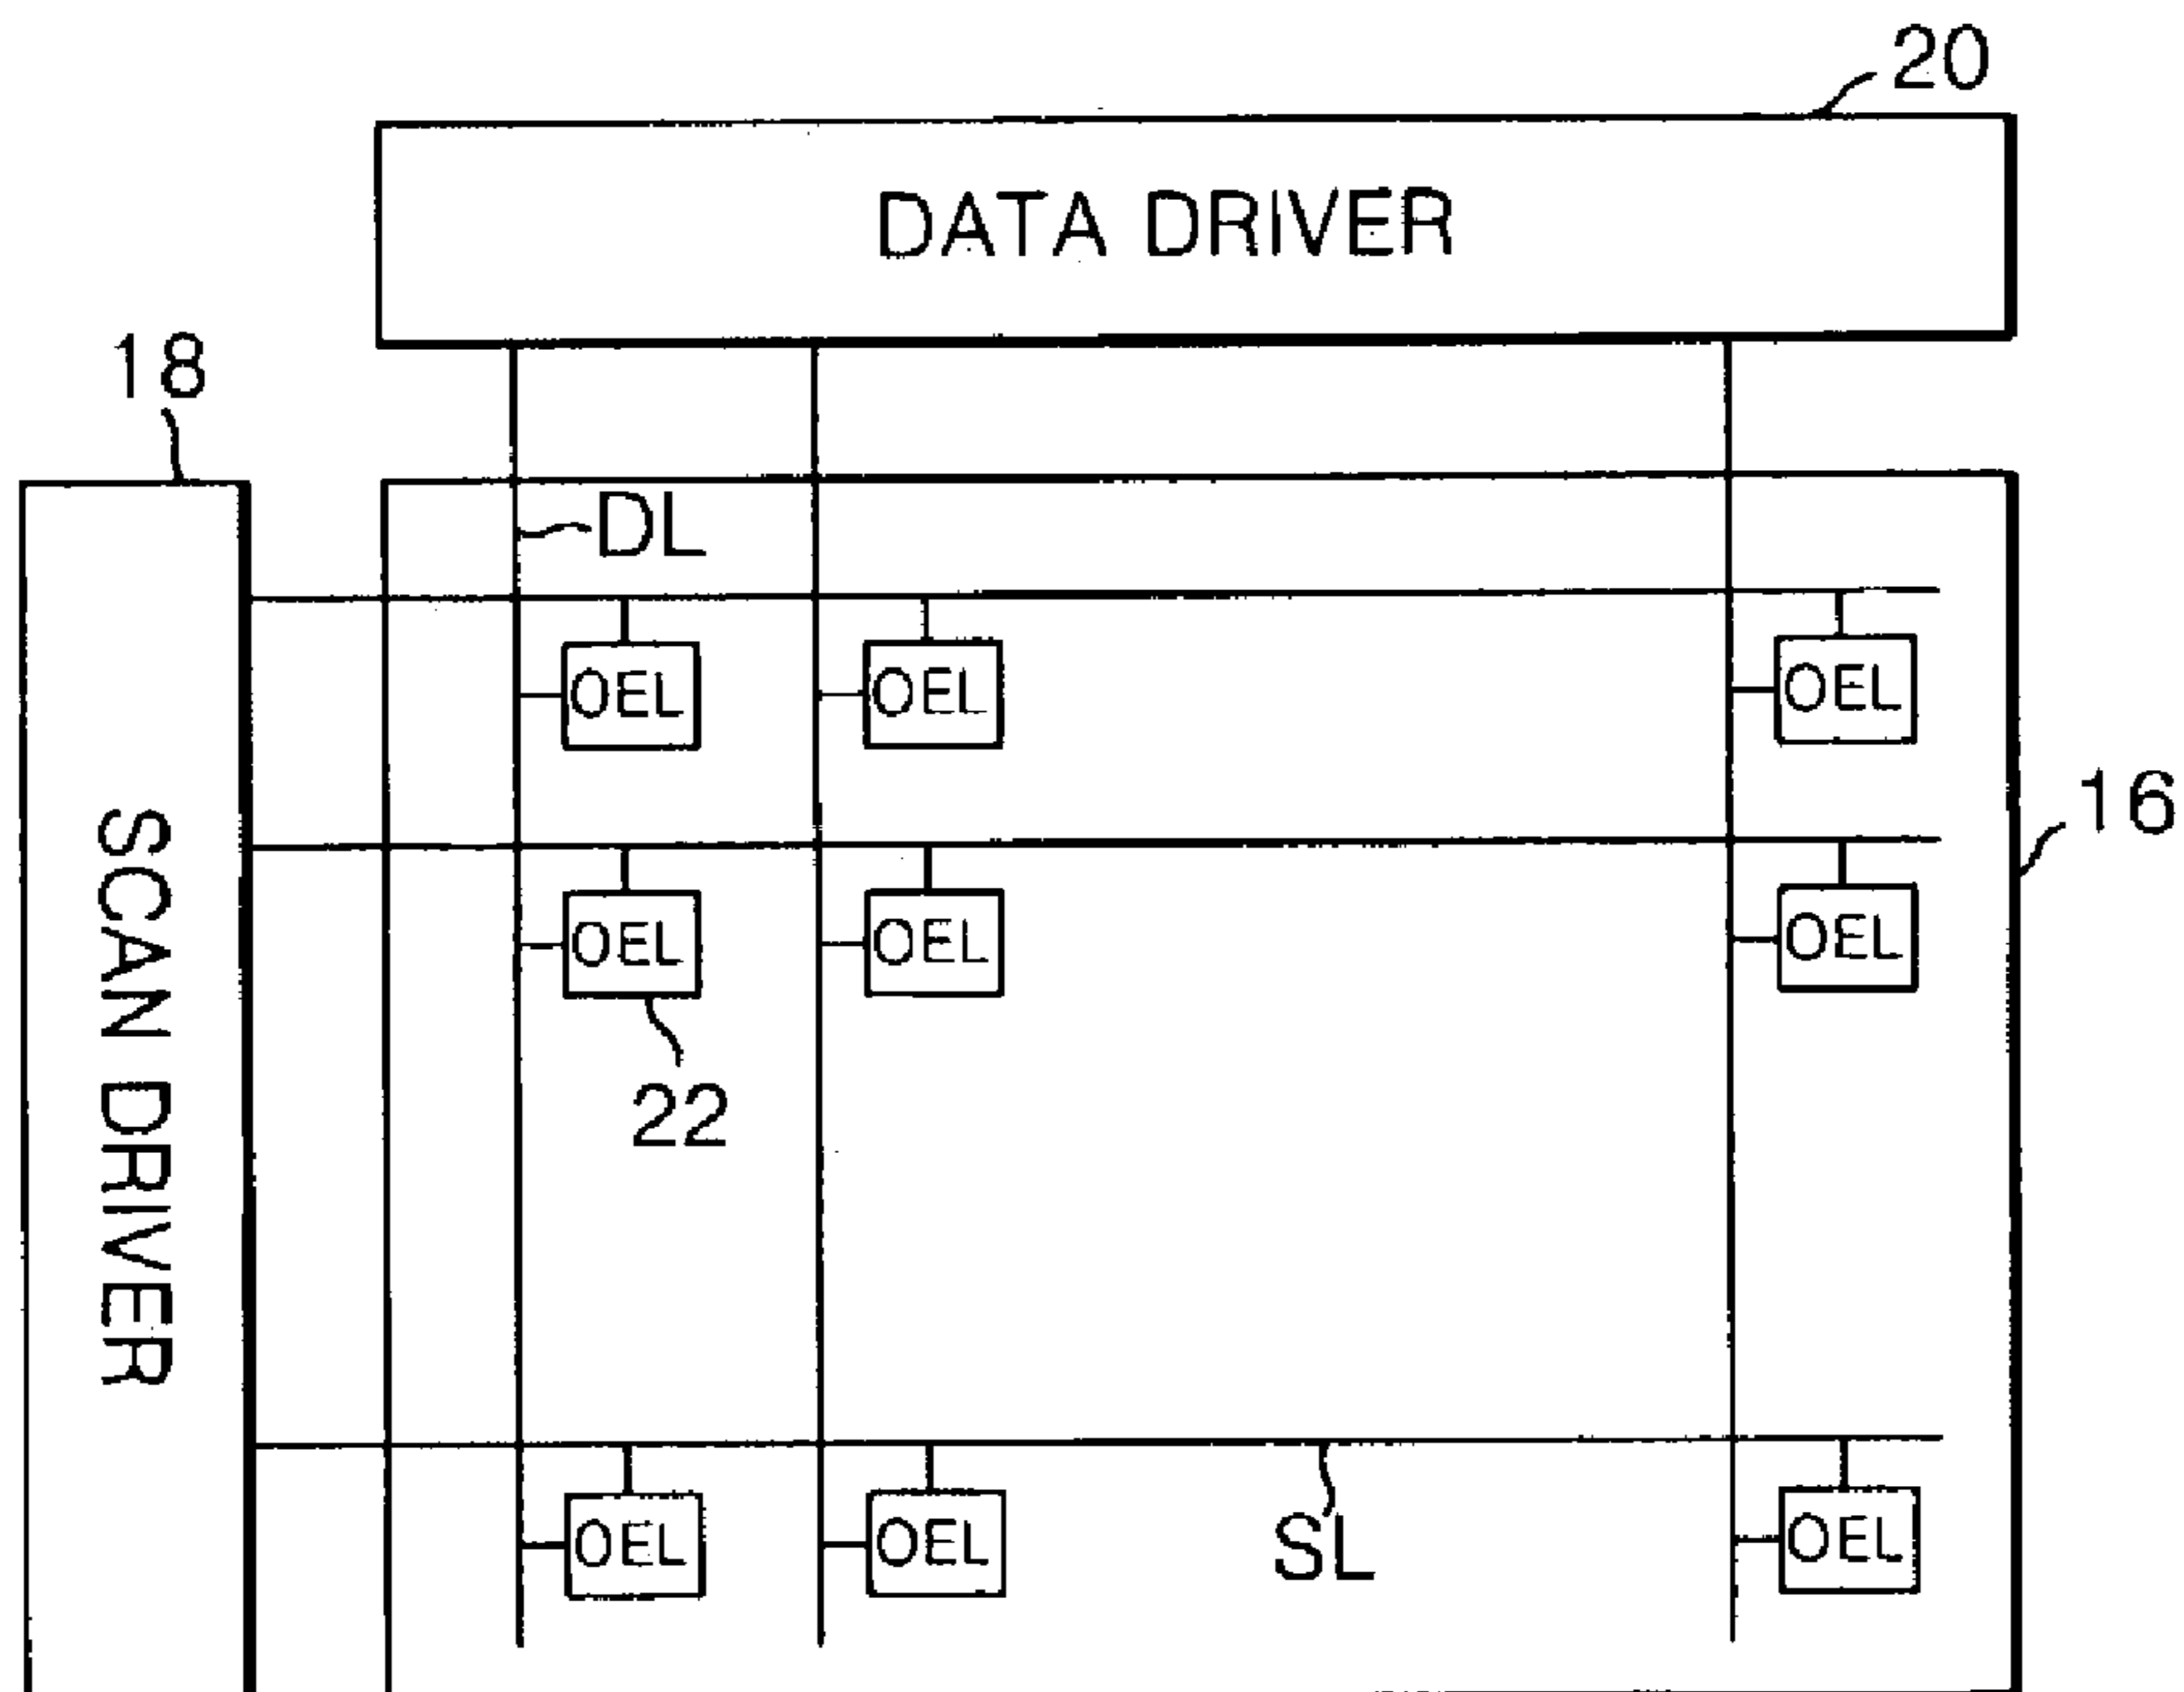 20
DATA DRIVER
18
DL
OEL OEL OEL
16
SCAN DRIVER
OEL OEL OEL
22
OEL OEL SL OEL